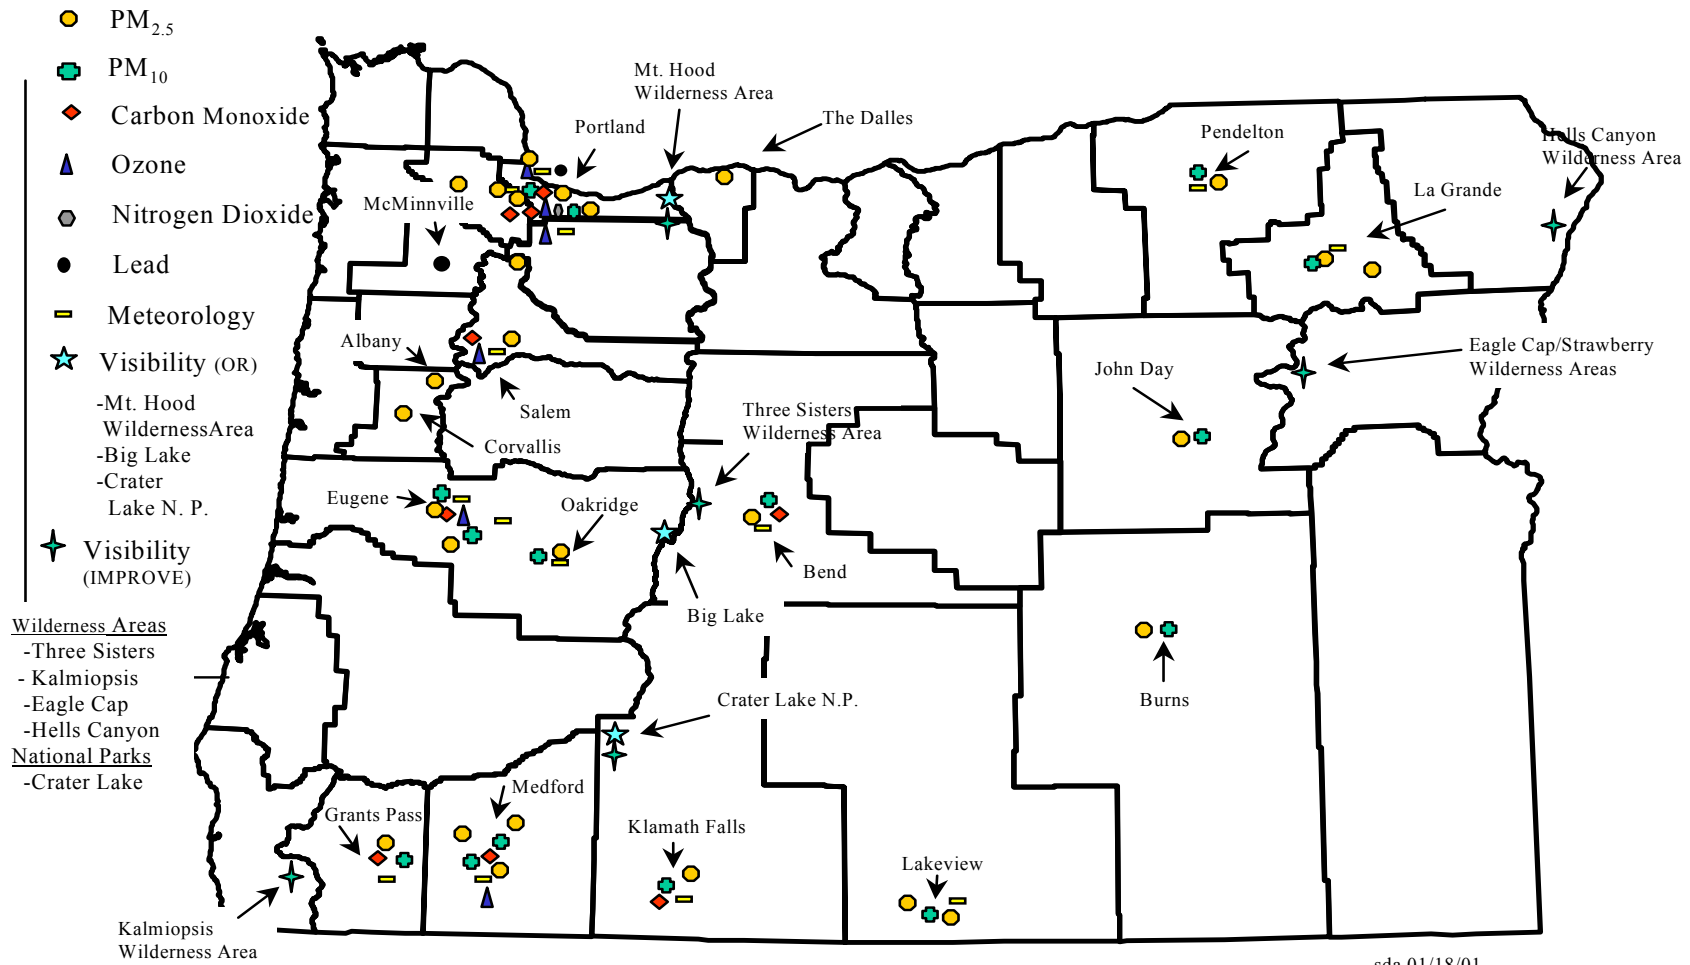 PM2.5
PM10
Carbon Monoxide
Ozone
Nitrogen Dioxide
Lead
Meteorology
Visibility (OR)
-Mt. Hood
WildernessArea
-Big Lake
-Crater
Lake N. P.
Visibility
(IMPROVE)
Wilderness Areas
-Three Sisters
- Kalmiopsis
-Eagle Cap
-Hells Canyon
National Parks
-Crater Lake
Mt. Hood
Wilderness Area
Portland
The Dalles
Pendelton
Hells Canyon
Wilderness Area
La Grande
McMinnville
Albany
Salem
Corvallis
Three Sisters
Wilderness Area
John Day
Eagle Cap/Strawberry
Wilderness Areas
Eugene
Oakridge
Bend
Big Lake
Burns
Crater Lake N.P.
Medford
Grants Pass
Klamath Falls
Lakeview
Kalmiopsis
Wilderness Area
sda 01/18/01